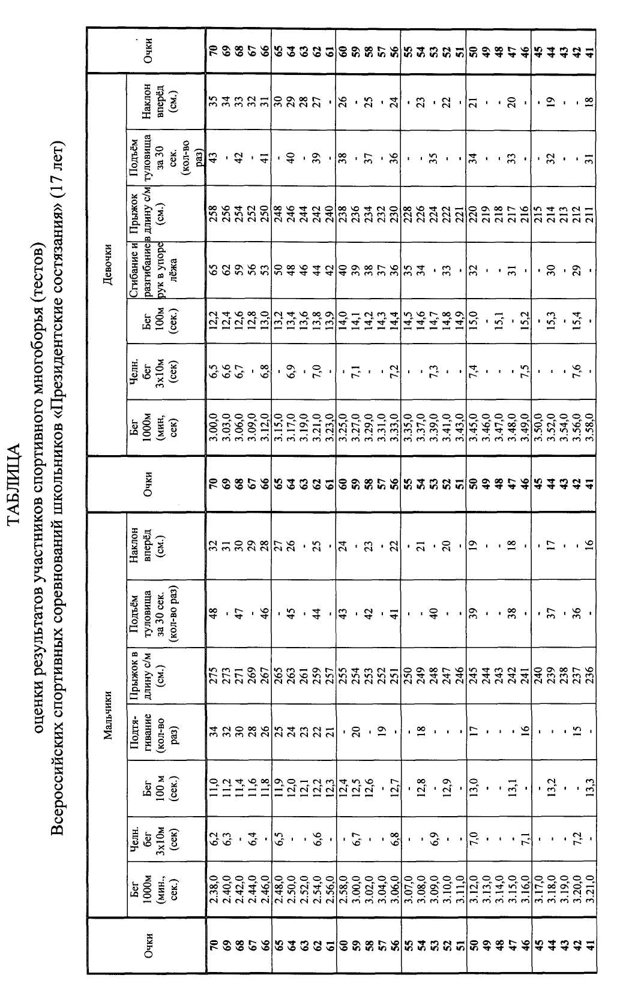 ТАБЛИЦА
оценки результатов участников спортивного многоборья (тестов)
Всероссийских спортивных соревнований школьников «Президентские состязания» (17 лет)
Очки Мальчики Очки Девочки Очки
Бег 1000м (мин., сек.) Челн. бег 3х10м (сек) Бег 100 м (сек.) Подтя-гивание (кол-во раз) Прыжок в длину с/м (см.) Подъём туловища за 30 сек. (кол-во раз) Наклон вперёд (см.) Бег 1000м (мин, сек) Челн. бег 3х10м (сек) Бег 100м (сек.) Сгибание и разгибание рук в упоре лёжа Прыжок в длину с/м (см.) Подъём туловища за 30 сек. (кол-во раз) Наклон вперёд (см.)
70 2.38,0 6,2 11,0 34 275 48 32 70 3.00,0 6,5 12,2 65 258 43 35 70
69 2.40,0 6,3 11,2 32 273 - 31 69 3.03,0 6,6 12,4 62 256 - 34 69
68 2.42,0 - 11,4 30 271 47 30 68 3.06,0 6,7 12,6 59 254 42 33 68
67 2.44,0 6,4 11,6 28 269 - 29 67 3.09,0 - 12,8 56 252 - 32 67
66 2.46,0 - 11,8 26 267 46 28 66 3.12,0 6,8 13,0 53 250 41 31 66
65 2.48,0 6,5 11,9 25 265 - 27 65 3.15,0 - 13,2 50 248 - 30 65
64 2.50,0 - 12,0 24 263 45 26 64 3.17,0 6,9 13,4 48 246 40 29 64
63 2.52,0 - 12,1 23 261 - - 63 3.19,0 - 13,6 46 244 - 28 63
62 2.54,0 6,6 12,2 22 259 44 25 62 3.21,0 7,0 13,8 44 242 39 27 62
61 2.56,0 - 12,3 21 257 - - 61 3.23,0 - 13,9 42 240 - - 61
60 2.58,0 - 12,4 - 255 43 24 60 3.25,0 - 14,0 40 238 38 26 60
59 3.00,0 6,7 12,5 20 254 - - 59 3.27,0 7,1 14,1 39 236 - - 59
58 3.02,0 - 12,6 - 253 42 23 58 3.29,0 - 14,2 38 234 37 25 58
57 3.04,0 - - 19 252 - - 57 3.31,0 - 14,3 37 232 - - 57
56 3.06,0 6,8 12,7 - 251 41 22 56 3.33,0 7,2 14,4 36 230 36 24 56
55 3.07,0 - - - 250 - - 55 3.35,0 - 14,5 35 228 - - 55
54 3.08,0 - 12,8 18 249 - 21 54 3.37,0 - 14,6 34 226 - 23 54
53 3.09,0 6,9 - - 248 40 - 53 3.39,0 7,3 14,7 - 224 35 - 53
52 3.10,0 - 12,9 - 247 - 20 52 3.41,0 - 14,8 33 222 - 22 52
51 3.11,0 - - - 246 - - 51 3.43,0 - 14,9 - 221 - - 51
50 3.12,0 7,0 13,0 17 245 39 19 50 3.45,0 7,4 15,0 32 220 34 21 50
49 3.13,0 - - - 244 - - 49 3.46,0 - - - 219 - - 49
48 3.14,0 - - - 243 - - 48 3.47,0 - 15,1 - 218 - - 48
47 3.15,0 - 13,1 - 242 38 18 47 3.48,0 - - 31 217 33 20 47
46 3.16,0 7,1 - 16 241 - - 46 3.49,0 7,5 15,2 - 216 - - 46
45 3.17,0 - - - 240 - - 45 3.50,0 - - - 215 - - 45
44 3.18,0 - 13,2 - 239 37 17 44 3.52,0 - 15,3 30 214 32 19 44
43 3.19,0 - - - 238 - - 43 3.54,0 - - - 213 - - 43
42 3.20,0 7,2 - 15 237 36 - 42 3.56,0 7,6 15,4 29 212 - - 42
41 3.21,0 - 13,3 - 236 - 16 41 3.58,0 - - - 211 31 18 41